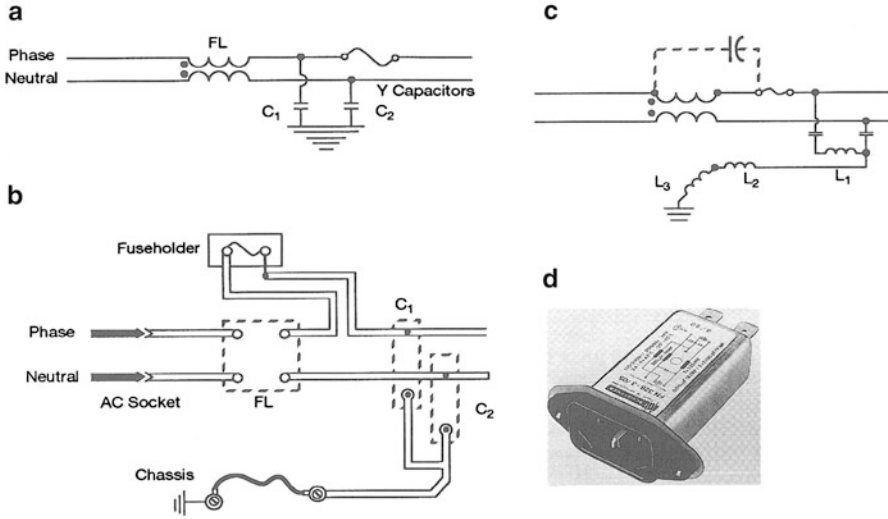 a
FL
Phase
Neutral
C1
C2
Y Capacitors
b
Fuseholder
C1
Phase
Neutral
AC Socket
FL
C2
Chassis
c
L3
L2
L1
d